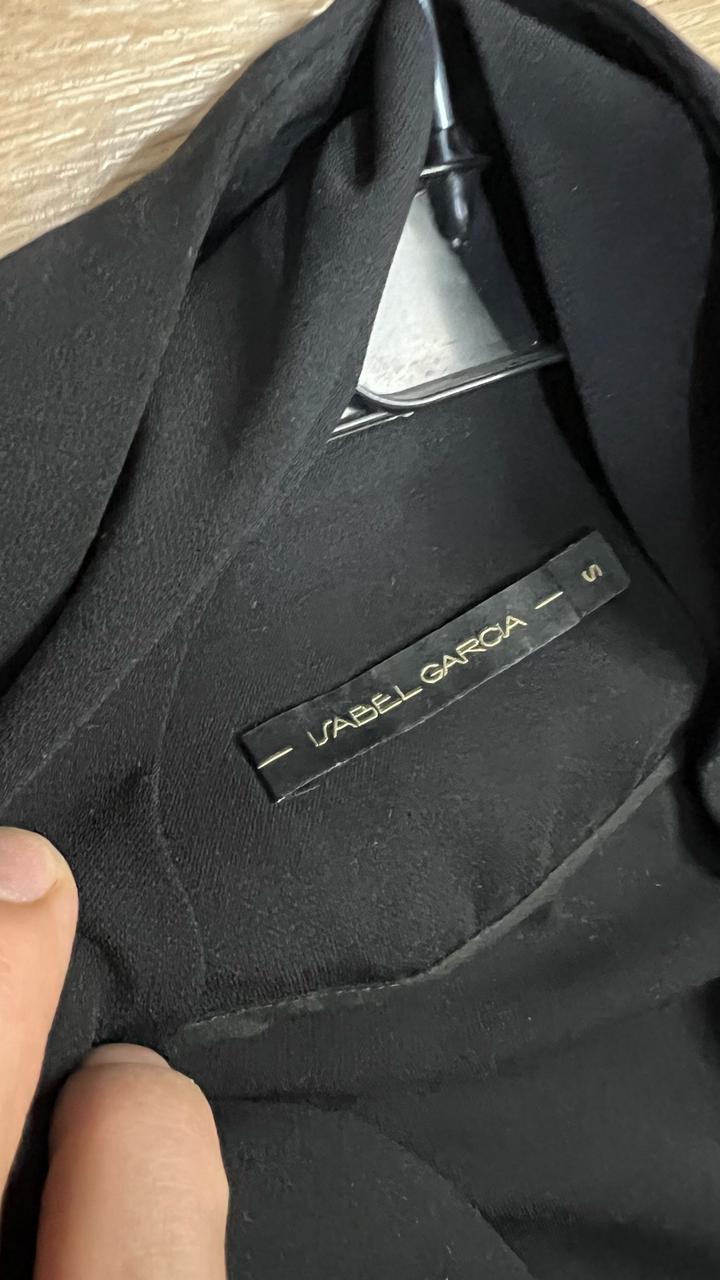 — ISABEL GARCIA — S